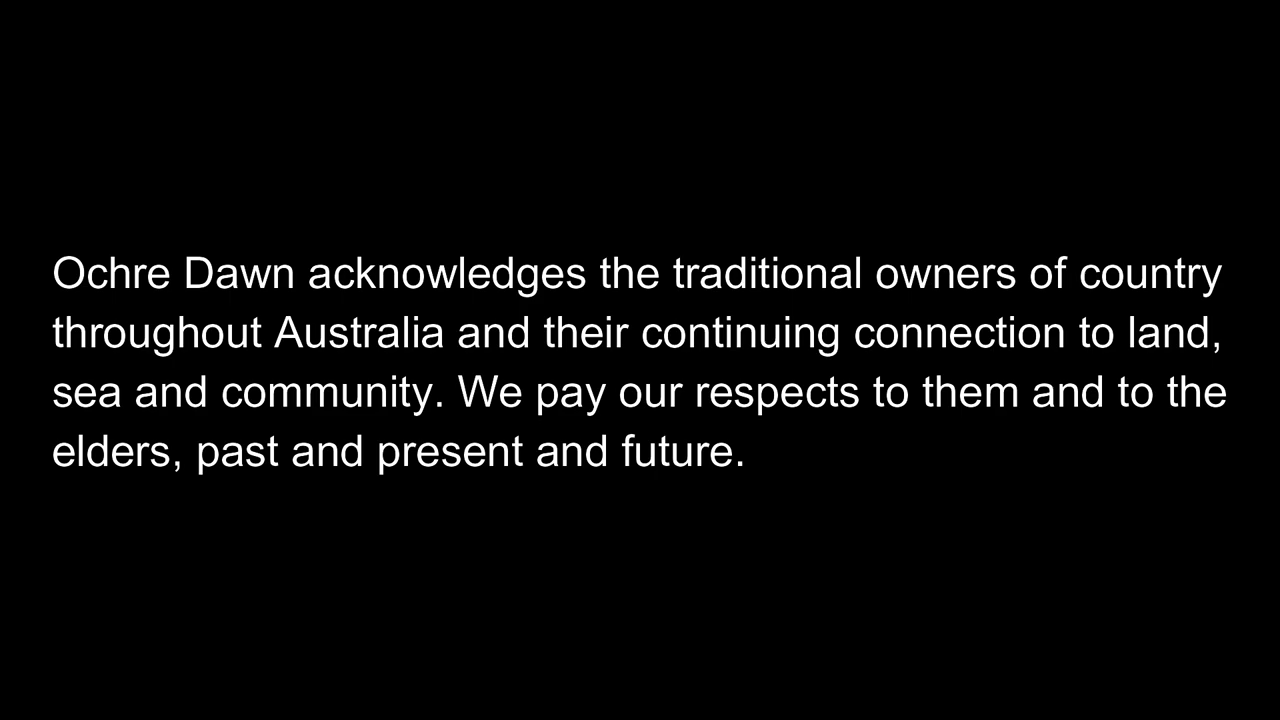 Ochre Dawn acknowledges the traditional owners of country
throughout Australia and their continuing connection to land,
sea and community. We pay our respects to them and to the
elders, past and present and future.